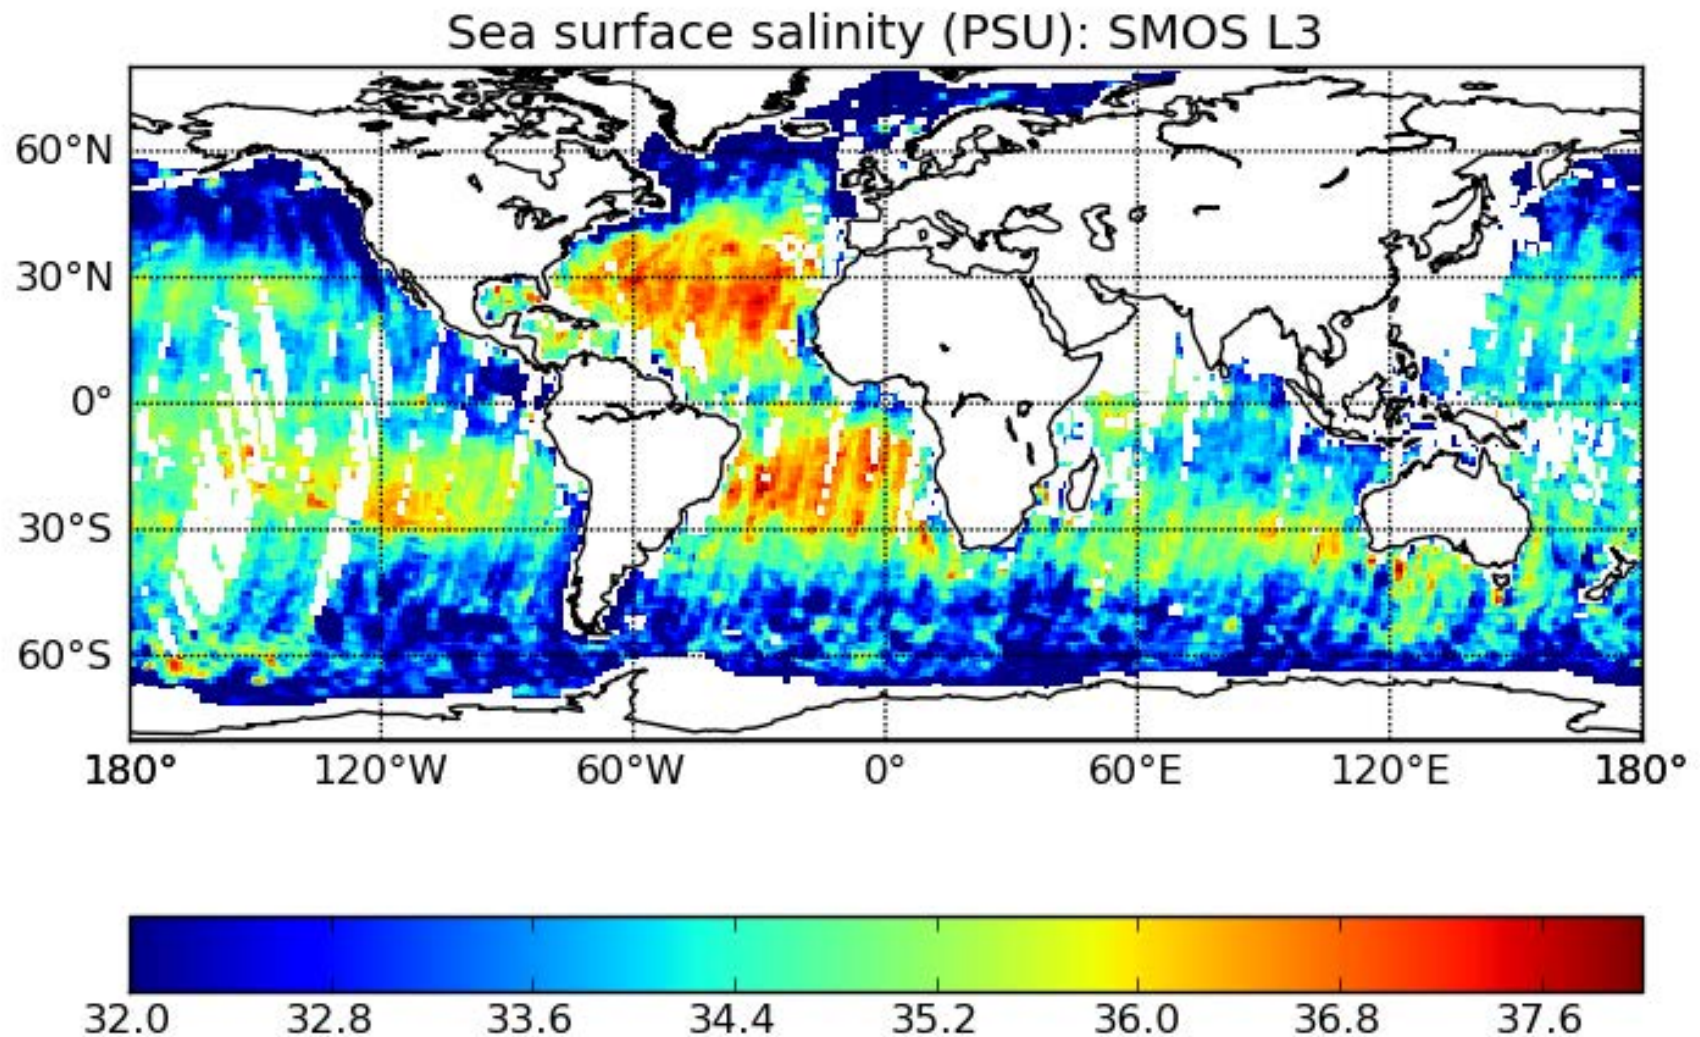 Sea surface salinity (PSU): SMOS L3
60°N
30°N
0°
30°S
60°S
180° 120°W 60°W 0° 60°E 120°E 180°
32.0 32.8 33.6 34.4 35.2 36.0 36.8 37.6